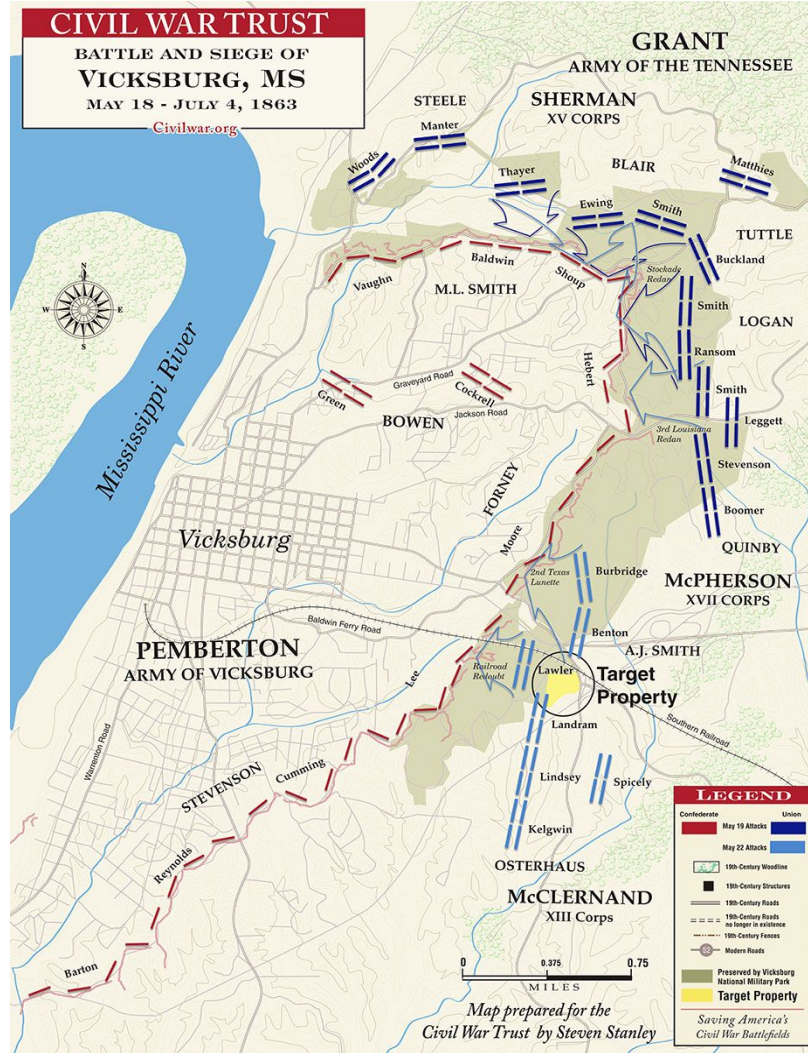 CIVIL WAR TRUST
BATTLE AND SIEGE OF
VICKSBURG, MS
MAY 18 - JULY 4, 1863
Civilwar.org
GRANT
ARMY OF THE TENNESSEE
STEELE
SHERMAN
XV CORPS
Manter
Woods
Thayer
BLAIR
Matthies
Ewing
Smith
TUTTLE
Buckland
Baldwin
Vaughn
Shoup
Stockade
Redan
M.L. SMITH
Smith
LOGAN
Hebert
Ransom
Graveyard Road
Green
Cockrell
Smith
BOWEN
Jackson Road
Leggett
3rd Louisiana
Redan
Stevenson
Mississippi River
FORNEY
Boomer
Vicksburg
Moore
QUINBY
2nd Texas
Lunette
Burbridge
McPHERSON
XVII CORPS
Baldwin Ferry Road
Benton
PEMBERTON
ARMY OF VICKSBURG
A.J. SMITH
Lee
Railroad
Redoubt
Lawler
Target
Property
Landram
Southern Railroad
Warrenton Road
STEVENSON
Cumming
Lindsey
Spicely
Reynolds
Kelgwin
OSTERHAUS
McCLERNAND
XIII Corps
Barton
N
W
E
S
0 0.375 0.75
MILES
Map prepared for the
Civil War Trust by Steven Stanley
LEGEND
Confederate Union
May 19 Attacks
May 22 Attacks
19th-Century Woodline
19th-Century Structures
19th-Century Roads
19th-Century Roads
no longer in existence
19th-Century Fences
52 Modern Roads
Preserved by Vicksburg
National Military Park
Target Property
Saving America's
Civil War Battlefields